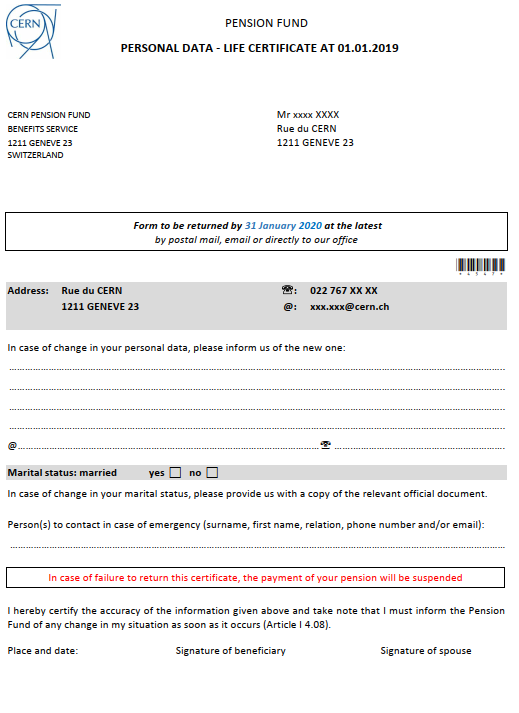 CERN
PENSION FUND
PERSONAL DATA - LIFE CERTIFICATE AT 01.01.2019
CERN PENSION FUND
BENEFITS SERVICE
1211 GENEVE 23
SWITZERLAND
Mr xxxx XXXX
Rue du CERN
1211 GENEVE 23
Form to be returned by 31 January 2020 at the latest
by postal mail, email or directly to our office
Address: Rue du CERN ☎: 022 767 XX XX
1211 GENEVE 23 @: xxx.xxx@cern.ch
In case of change in your personal data, please inform us of the new one:
@ ☎
Marital status: married yes ☐ no ☐
In case of change in your marital status, please provide us with a copy of the relevant official document.
Person(s) to contact in case of emergency (surname, first name, relation, phone number and/or email):
In case of failure to return this certificate, the payment of your pension will be suspended
I hereby certify the accuracy of the information given above and take note that I must inform the Pension
Fund of any change in my situation as soon as it occurs (Article I 4.08).
Place and date: Signature of beneficiary Signature of spouse